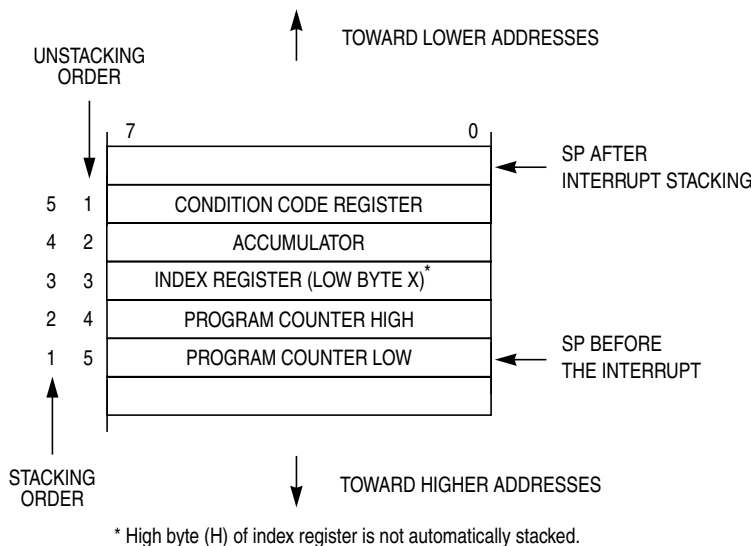 TOWARD LOWER ADDRESSES
UNSTACKING
ORDER
7 0
SP AFTER
INTERRUPT STACKING
5 1 CONDITION CODE REGISTER
4 2 ACCUMULATOR
3 3 INDEX REGISTER (LOW BYTE X)*
2 4 PROGRAM COUNTER HIGH
1 5 PROGRAM COUNTER LOW
SP BEFORE
THE INTERRUPT
STACKING
ORDER
TOWARD HIGHER ADDRESSES
* High byte (H) of index register is not automatically stacked.